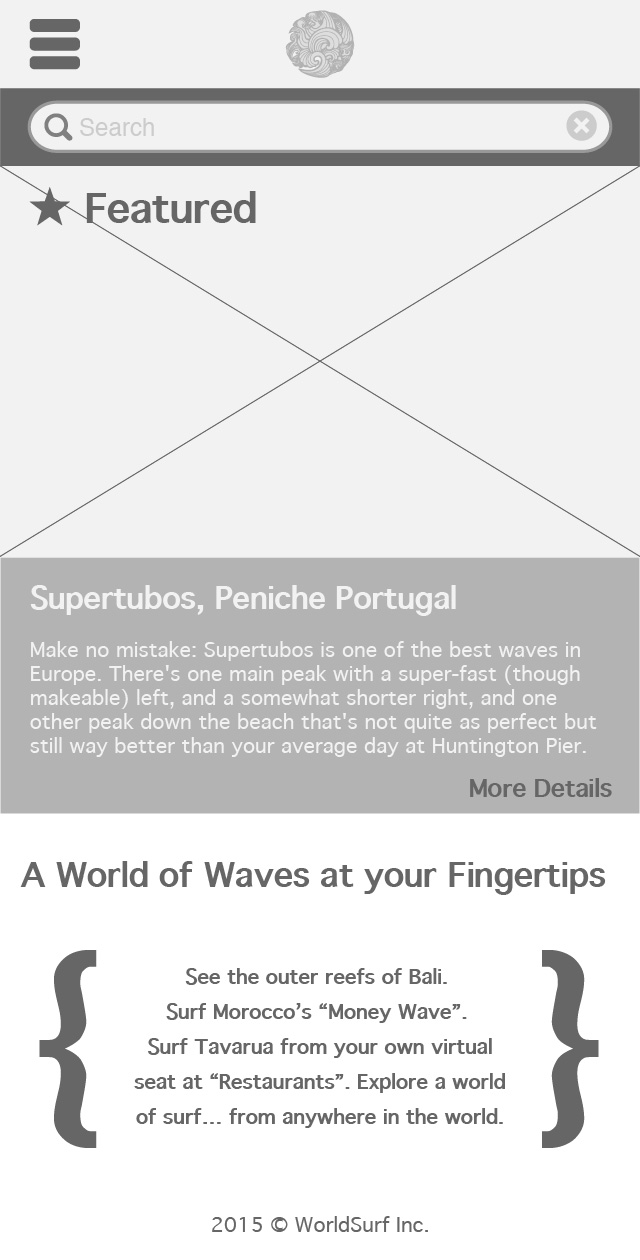 Search
Featured
Supertubos, Peniche Portugal
Make no mistake: Supertubos is one of the best waves in
Europe. There's one main peak with a super-fast (though
makeable) left, and a somewhat shorter right, and one
other peak down the beach that's not quite as perfect but
still way better than your average day at Huntington Pier.
More Details
A World of Waves at your Fingertips
{
See the outer reefs of Bali.
Surf Morocco’s “Money Wave”.
Surf Tavarua from your own virtual
seat at “Restaurants”. Explore a world
of surf... from anywhere in the world.
}
2015 © WorldSurf Inc.